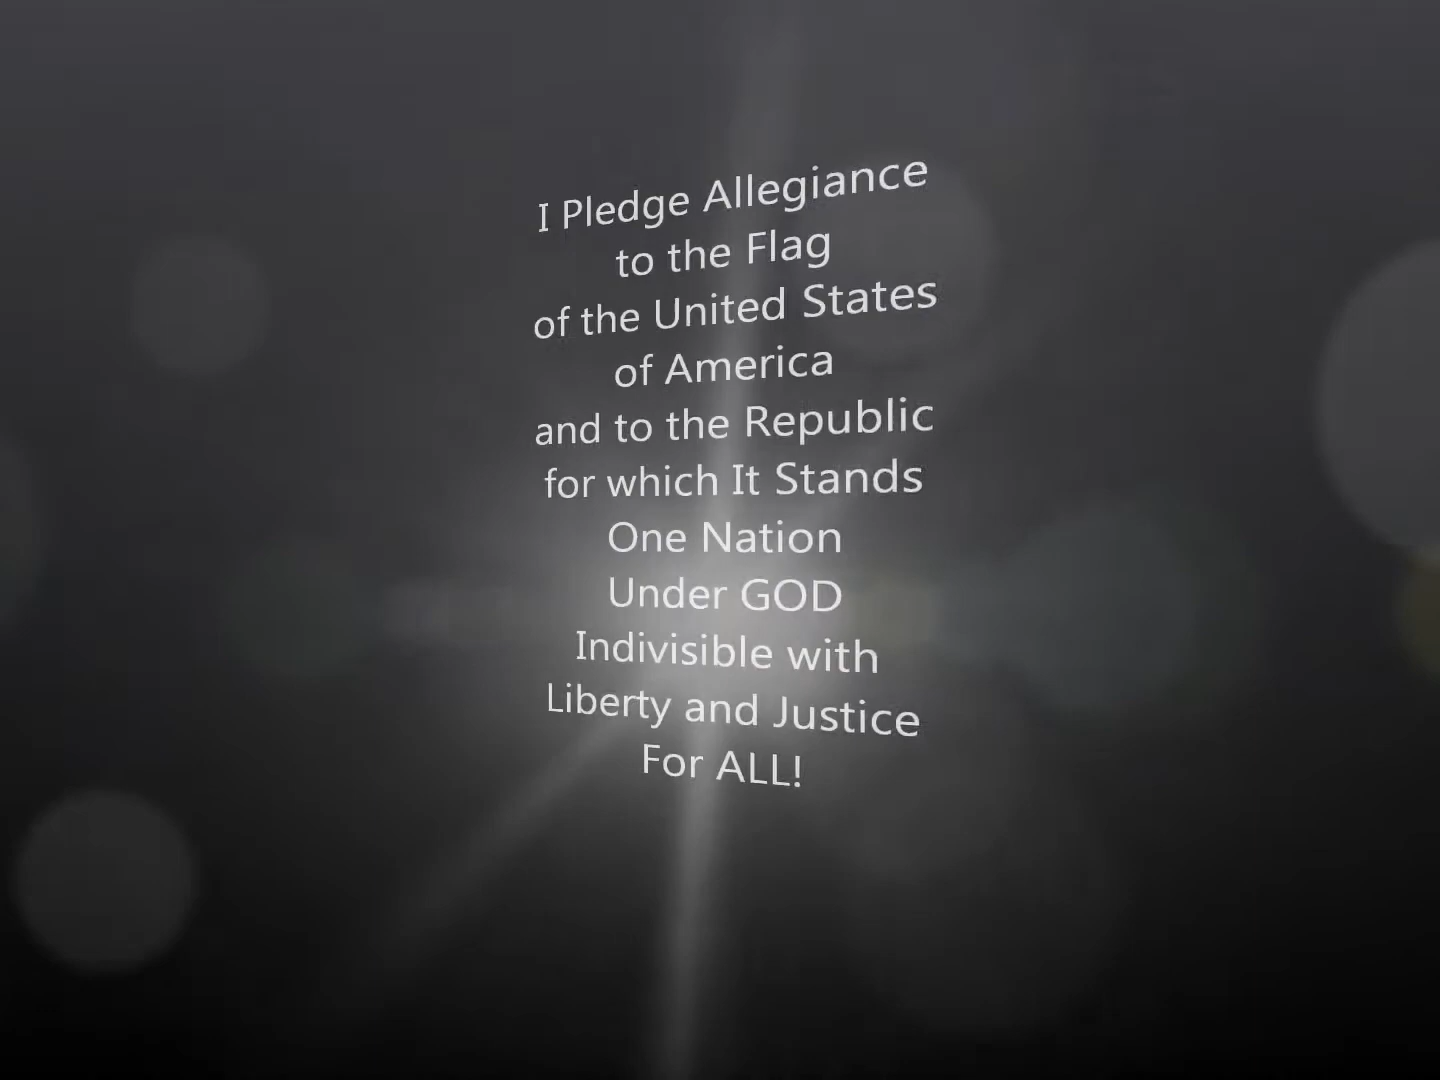 I Pledge Allegiance
to the Flag
of the United States
of America
and to the Republic
for which It Stands
One Nation
Under GOD
Indivisible with
Liberty and Justice
For ALL!